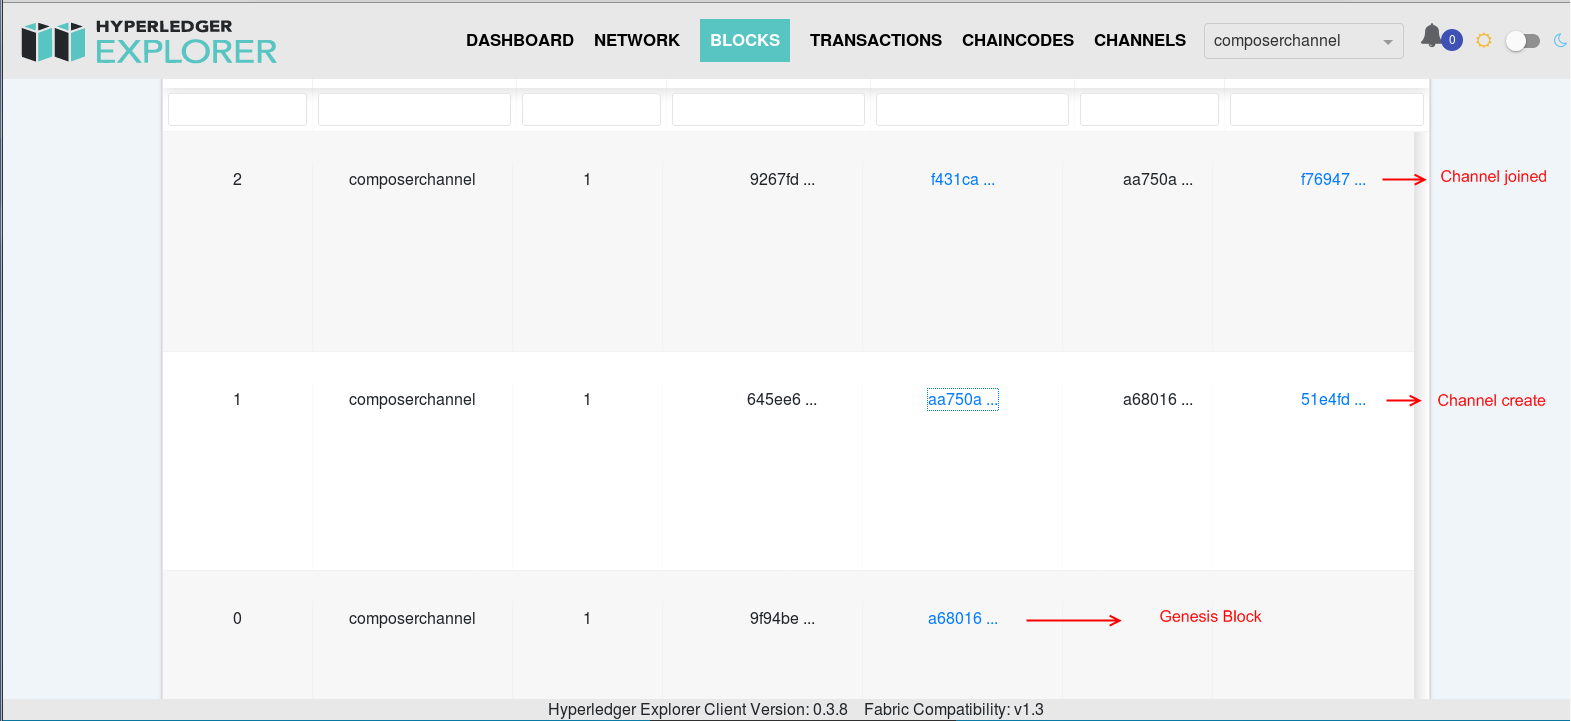 HYPERLEDGER
EXPLORER
DASHBOARD NETWORK BLOCKS TRANSACTIONS CHAINCODES CHANNELS composerchannel 0
2 composerchannel 1 9267fd ... f431ca ... aa750a ... f76947 ... Channel joined
1 composerchannel 1 645ee6 ... aa750a ... a68016 ... 51e4fd ... Channel create
0 composerchannel 1 9f94be ... a68016 ... Genesis Block
Hyperledger Explorer Client Version: 0.3.8 Fabric Compatibility: v1.3